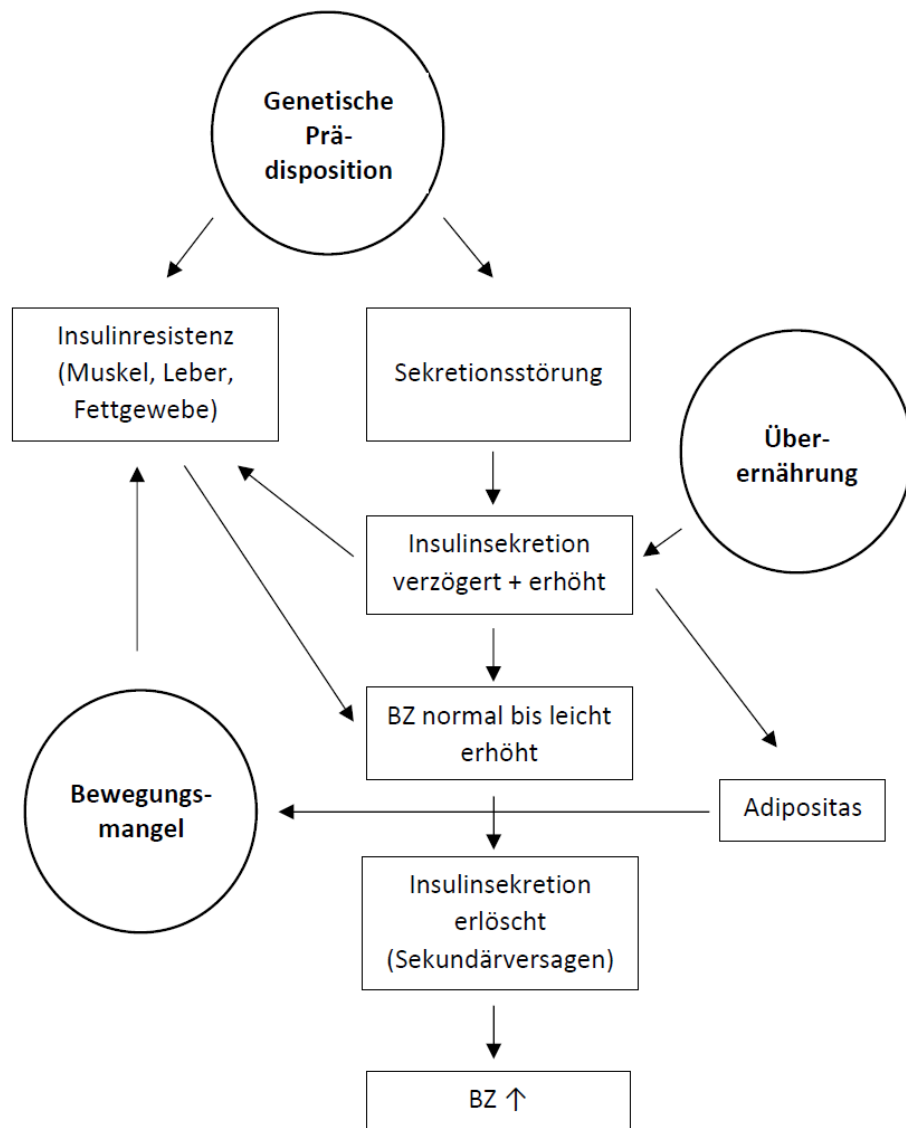 Genetische
Prä-
disposition
Insulinresistenz
(Muskel, Leber,
Fettgewebe)
Sekretionsstörung
Über-
ernährung
Insulinsekretion
verzögert + erhöht
BZ normal bis leicht
erhöht
Bewegungs-
mangel
Adipositas
Insulinsekretion
erlöscht
(Sekundärversagen)
BZ ↑